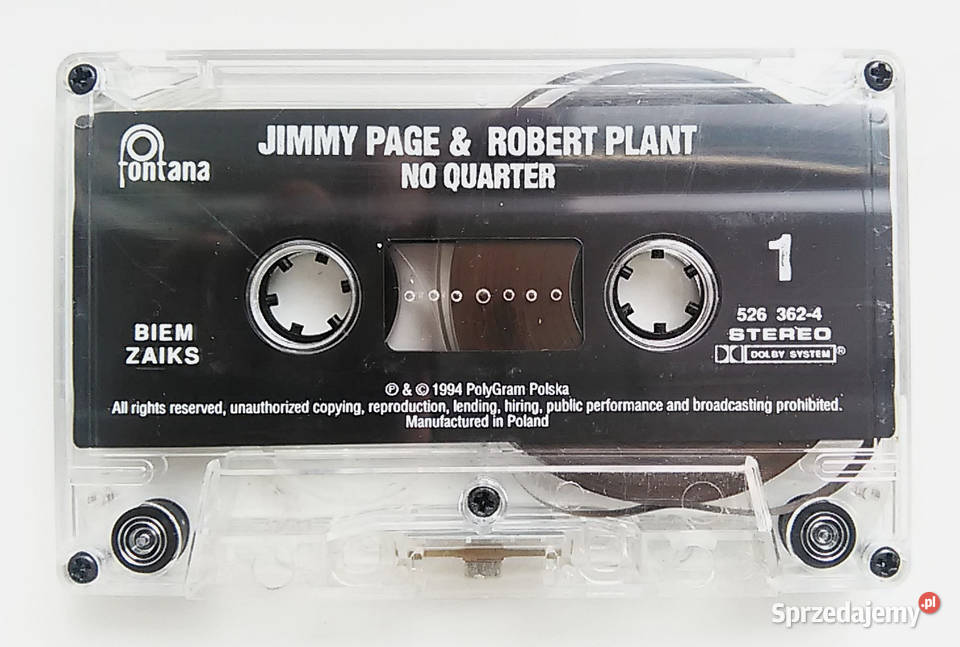 fontana
JIMMY PAGE & ROBERT PLANT
NO QUARTER
1
BIEM
ZAIKS
526 362-4
STEREO
DOLBY SYSTEM®
℗ & © 1994 PolyGram Polska
All rights reserved, unauthorized copying, reproduction, lending, hiring, public performance and broadcasting prohibited.
Manufactured in Poland
Sprzedajemy.pl